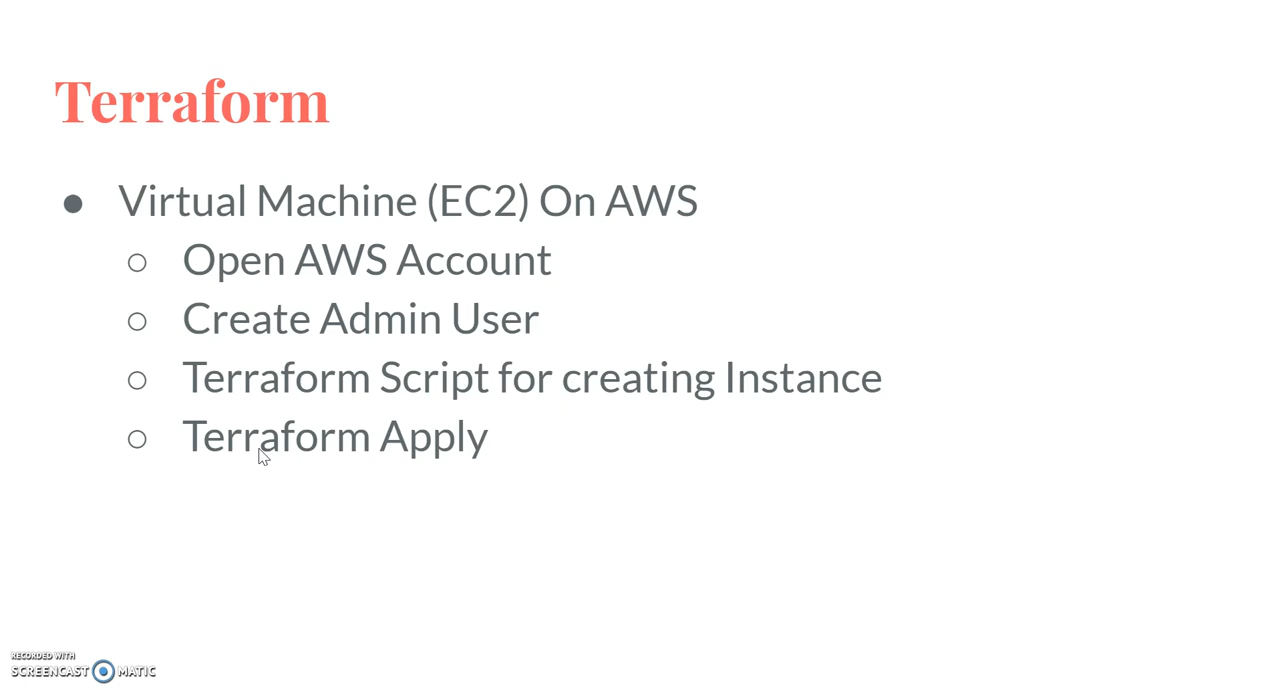 Terraform
● Virtual Machine (EC2) On AWS
○ Open AWS Account
○ Create Admin User
○ Terraform Script for creating Instance
○ Terraform Apply
RECORDED WITH
SCREENCAST MATIC